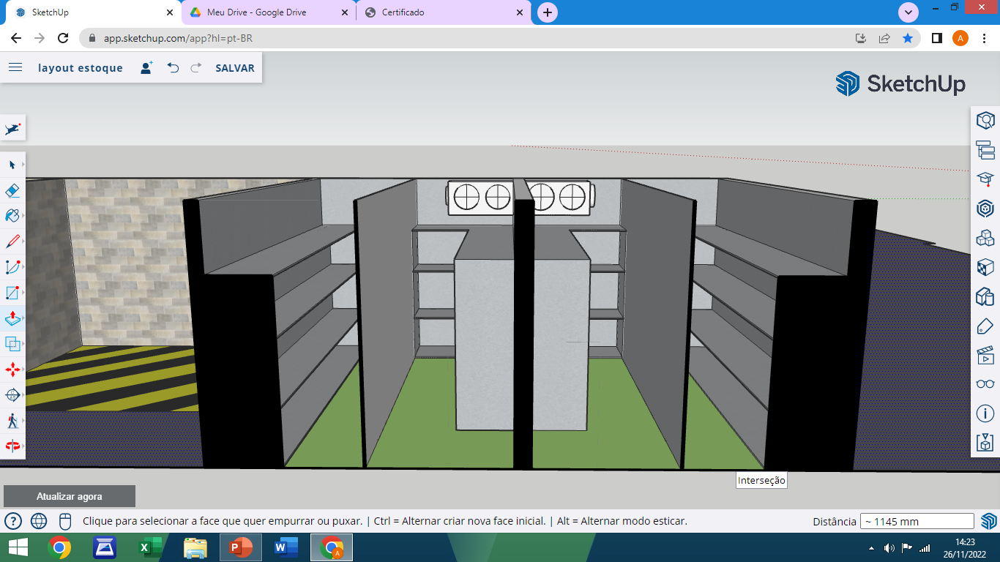 SketchUp
Meu Drive - Google Drive
Certificado
app.sketchup.com/app?hl=pt-BR
A
layout estoque
SALVAR
SketchUp
Interseção
Atualizar agora
Clique para selecionar a face que quer empurrar ou puxar. | Ctrl = Alternar criar nova face inicial. | Alt = Alternar modo esticar.
Distância ~ 1145 mm
14:23
26/11/2022